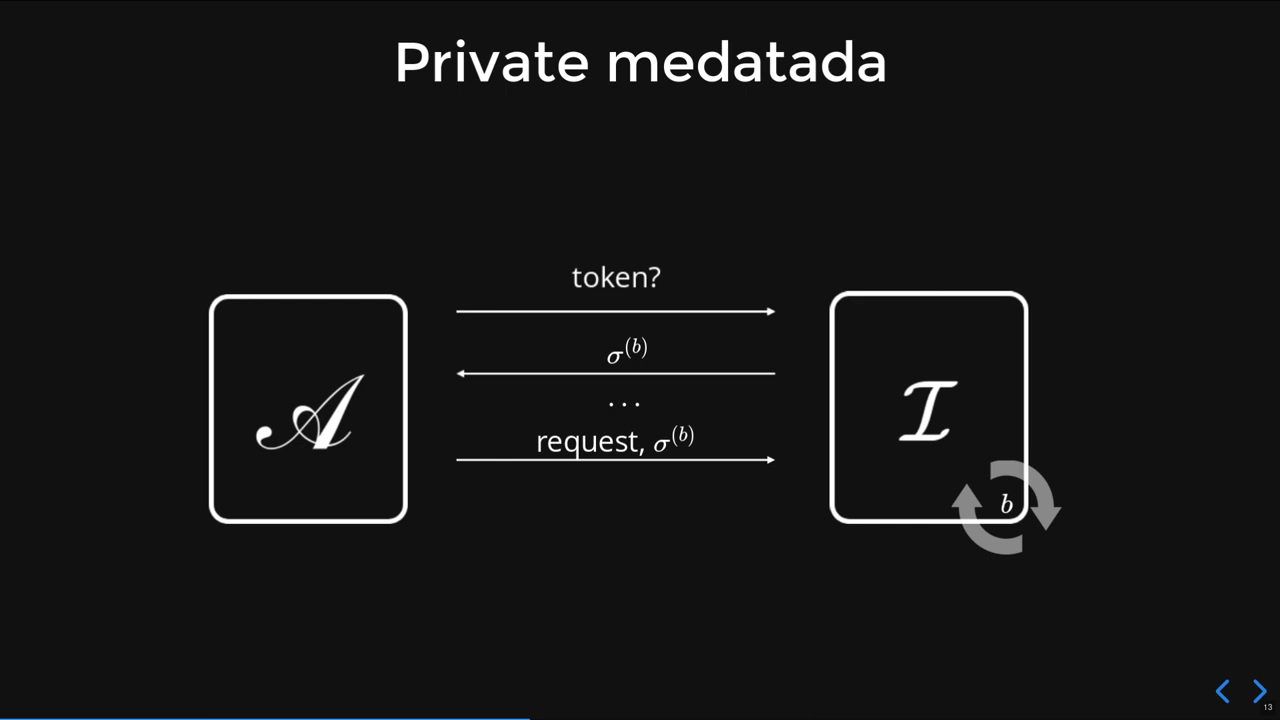 Private medatada
token?
σ^(b)
...
request, σ^(b)
𝒜
ℐ
b
13